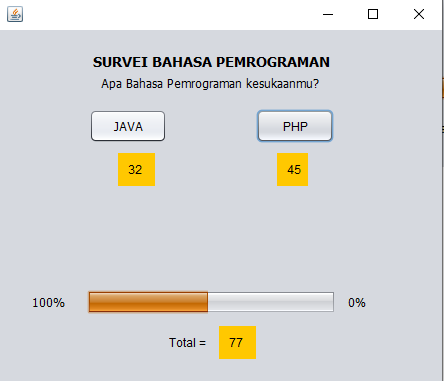 SURVEI BAHASA PEMROGRAMAN
Apa Bahasa Pemrograman kesukaanmu?
JAVA PHP
32 45
100% 0%
Total = 77